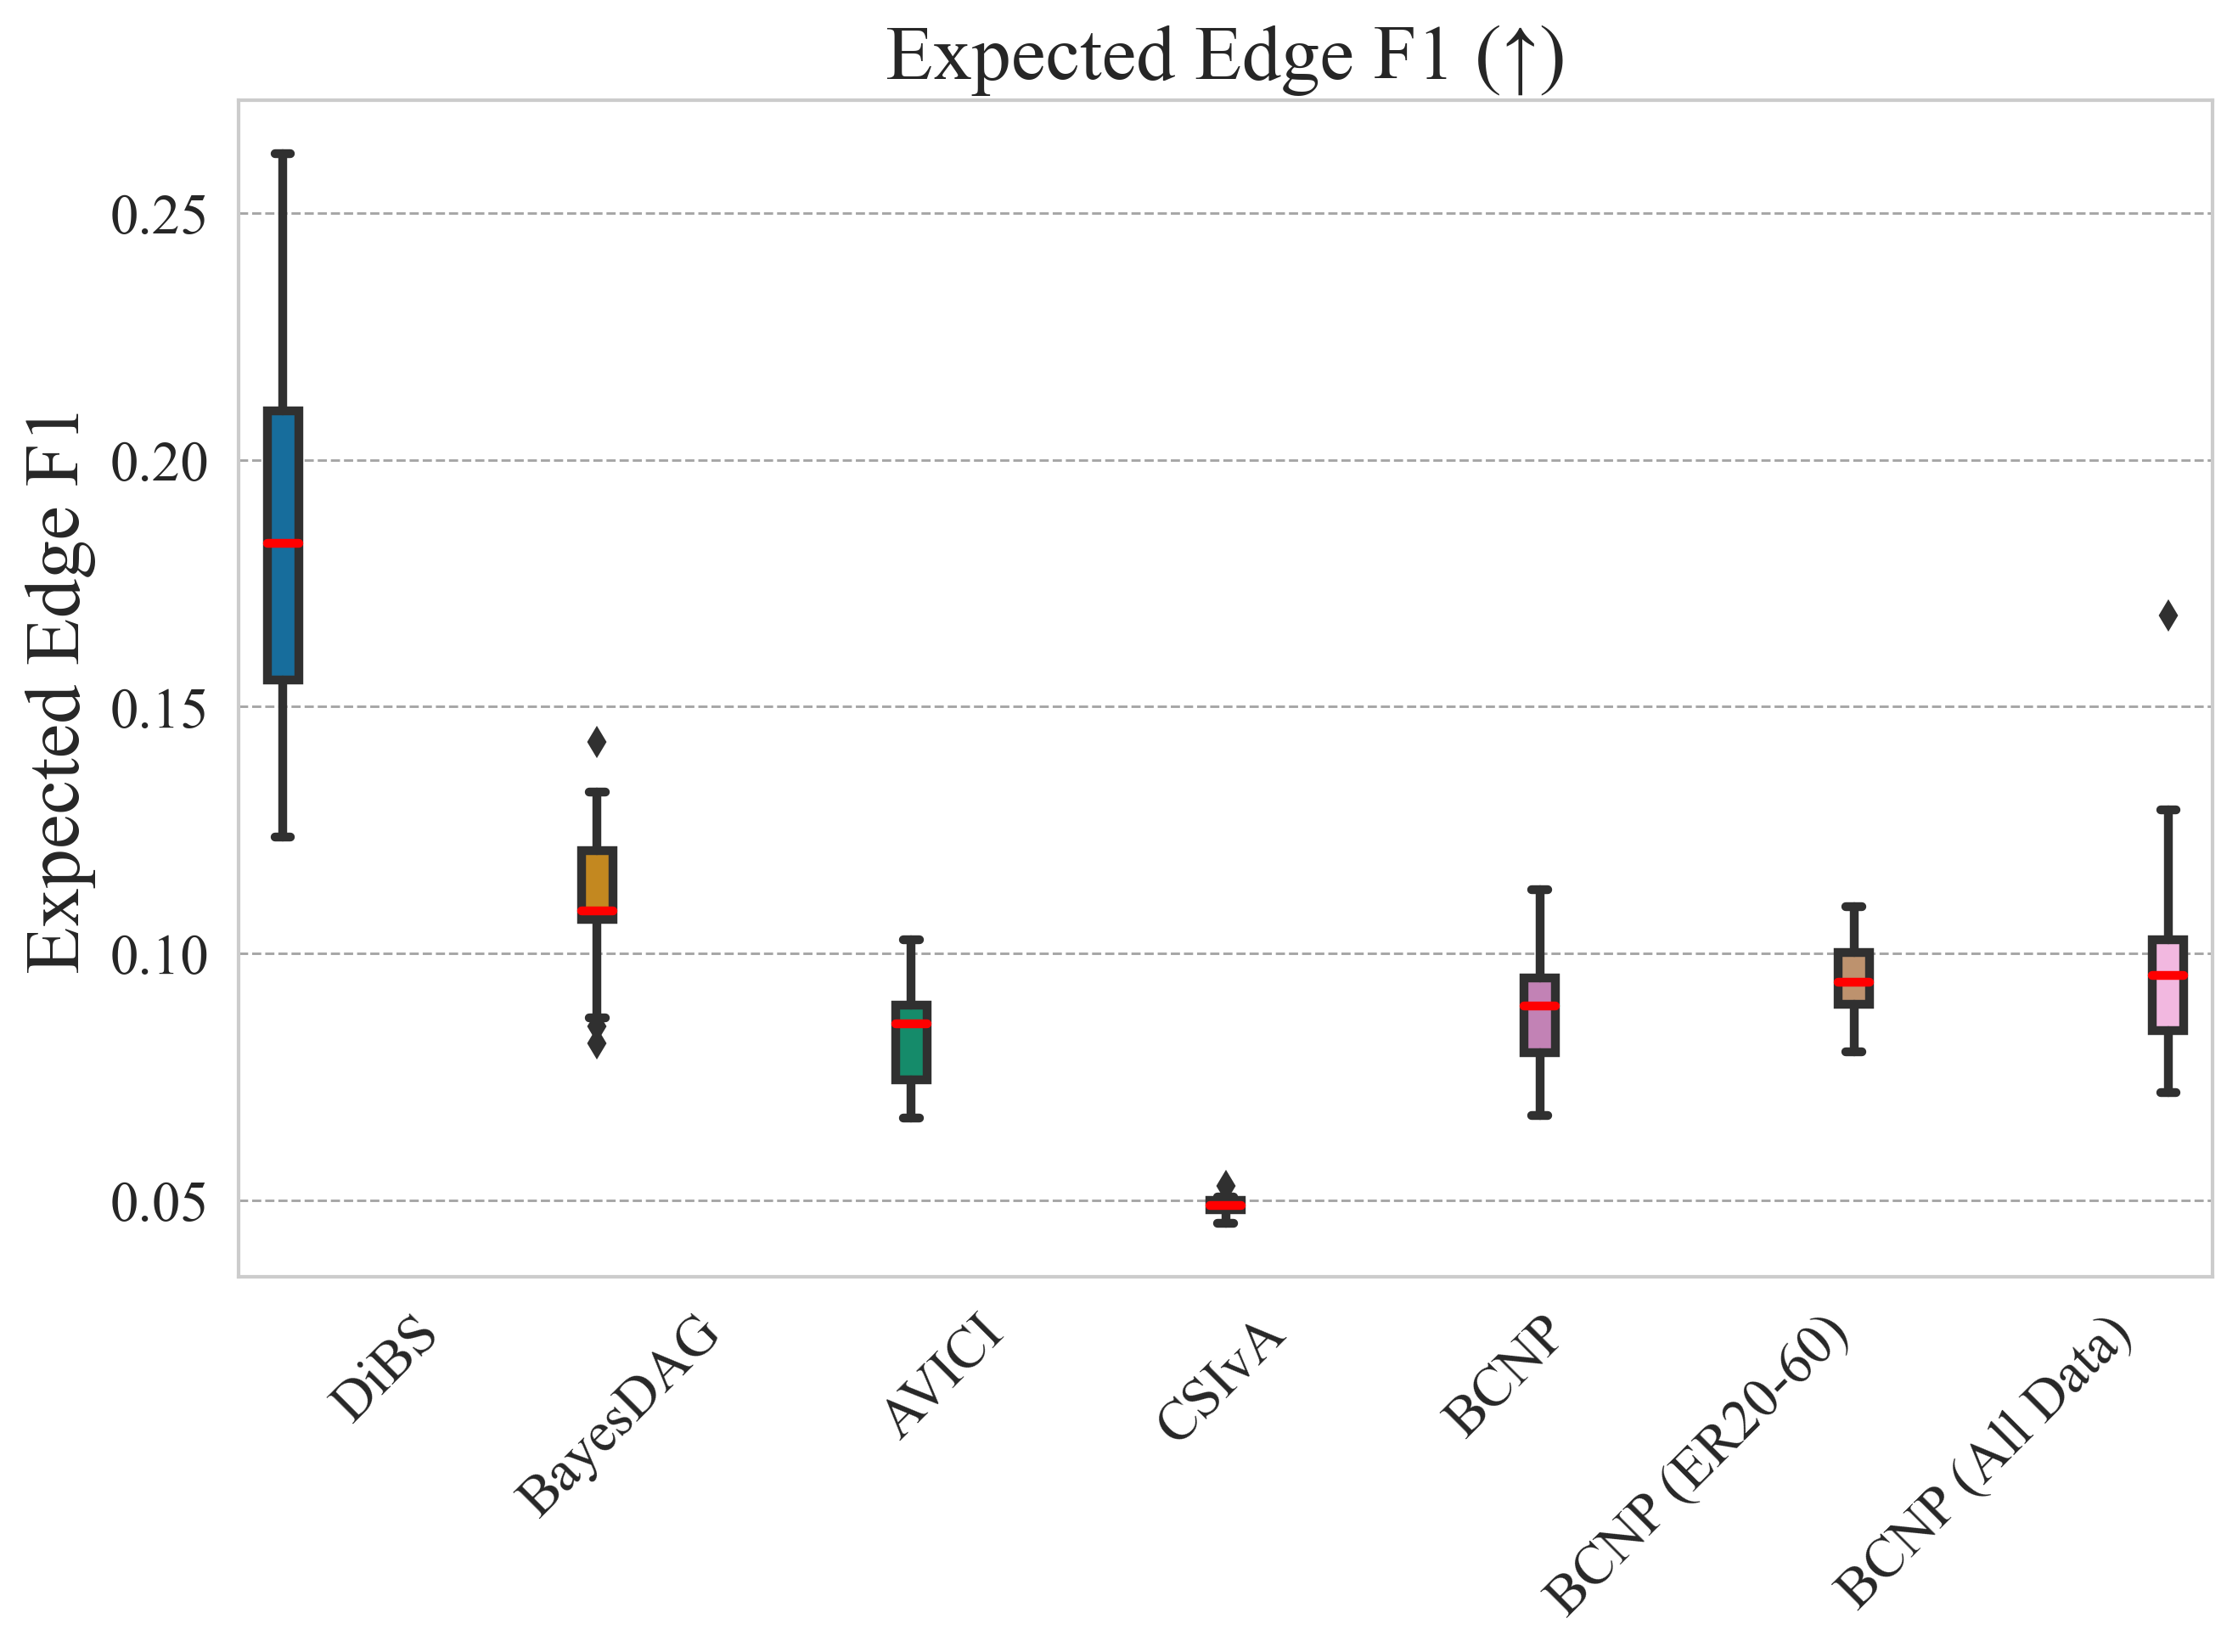 Expected Edge F1 (↑)
Expected Edge F1
0.25
0.20
0.15
0.10
0.05
DiBS
BayesDAG
AVICI
CSIvA
BCNP
BCNP (ER20-60)
BCNP (All Data)